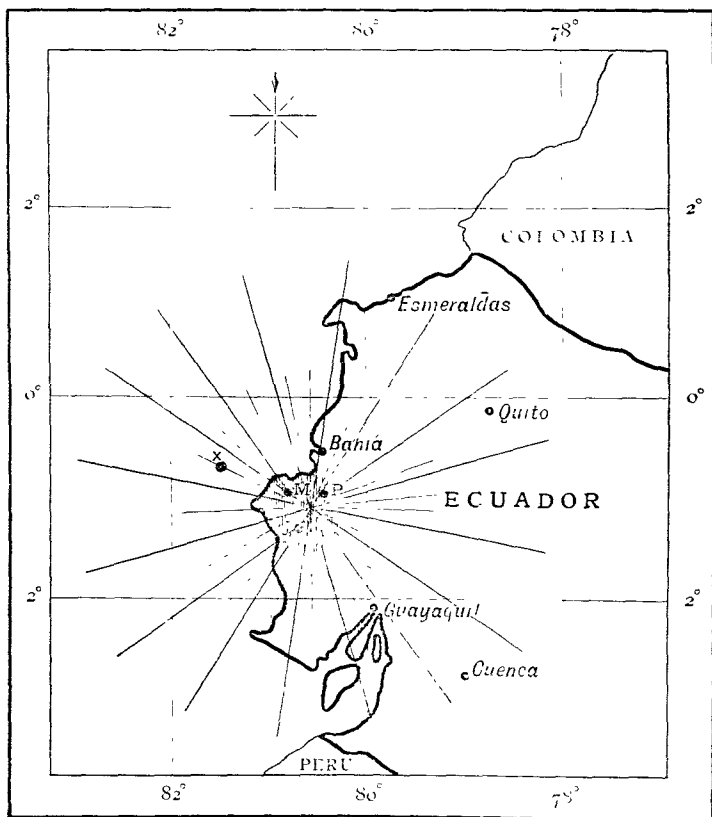 82° 80° 78°
2° 2°
COLOMBIA
Esmeraldas
0° 0°
Quito
X
Bahiá
M P
ECUADOR
2° 2°
Guayaquil
Cuenca
PERU
82° 80° 78°